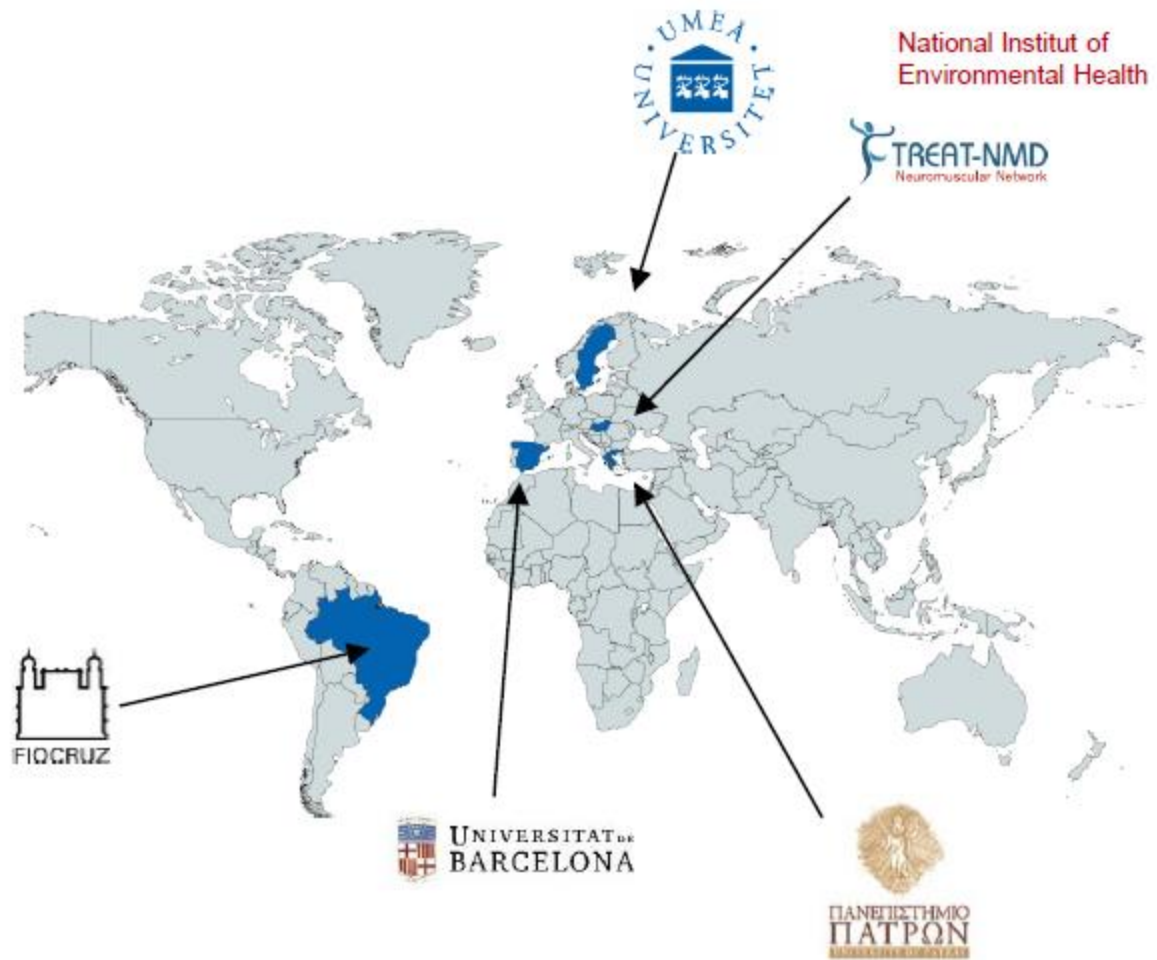 UMEÅ UNIVERSITET
National Institut of
Environmental Health
TREAT-NMD
Neuromuscular Network
FIOCRUZ
UNIVERSITAT DE
BARCELONA
ΠΑΝΕΠΙΣΤΗΜΙΟ
ΠΑΤΡΩΝ